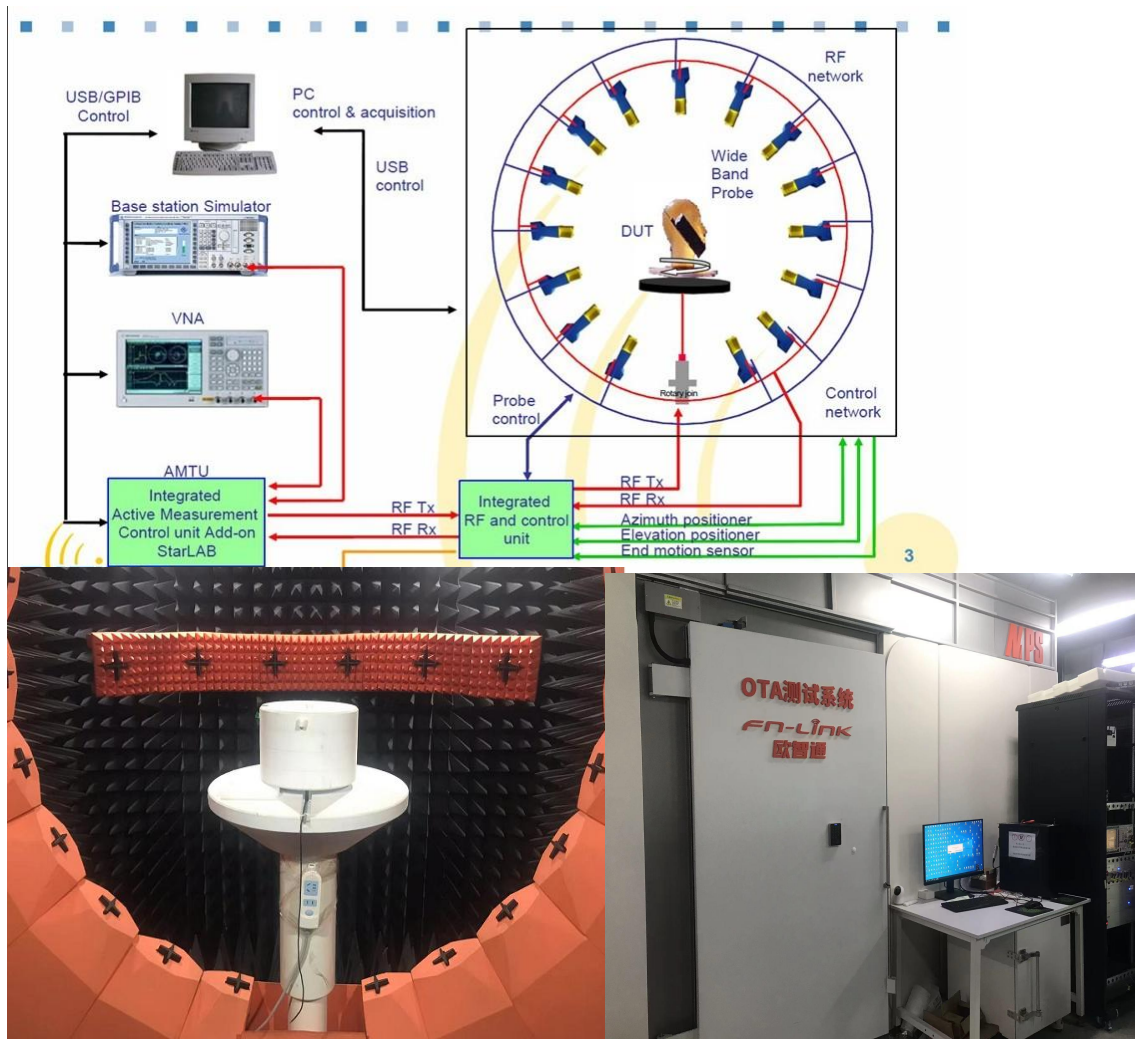 USB/GPIB
Control
PC
control & acquisition
USB
control
Base station Simulator
VNA
AMTU
Integrated
Active Measurement
Control unit Add-on
StarLAB
RF Tx
RF Rx
RF
network
Wide
Band
Probe
DUT
Rotary join
Probe
control
Control
network
Integrated
RF and control
unit
RF Tx
RF Rx
Azimuth positioner
Elevation positioner
End motion sensor
3
OTA测试系统
FN-LINK
欧智通
MPS